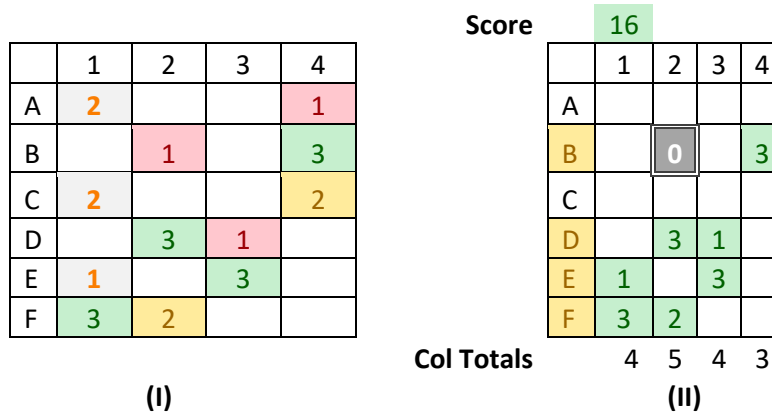 Score 16
1 2 3 4 1 2 3 4
A 2 1 A
B 1 3 B 0 3
C 2 2 C
D 3 1 D 3 1
E 1 3 E 1 3
F 3 2 F 3 2
Col Totals 4 5 4 3
(I) (II)